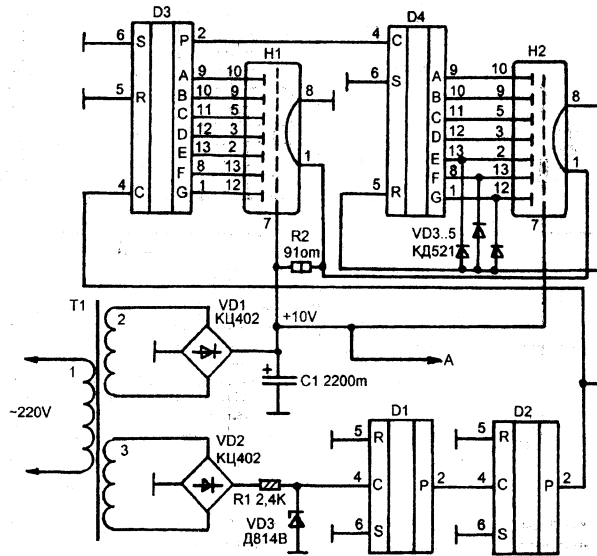 D3 D4
6 S P 2 4 C
H1 H2
6 S
A 9 10 8 A 9 10 8
5 R B 10 9 B 10 9
C 11 5 C 11 5
D 12 3 D 12 3
E 13 2 1 E 13 2 1
F 8 13 F 8 13
4 C G 1 12 5 R G 1 12
7 7
R2
91om
VD3..5
КД521
T1
2
VD1
КЦ402
+10V
A
+
C1 2200m
1
~220V
D1 D2
5 R 5 R
3
VD2
КЦ402
4 C P 2 4 C P 2
R1 2,4K
VD3
Д814В
6 S 6 S